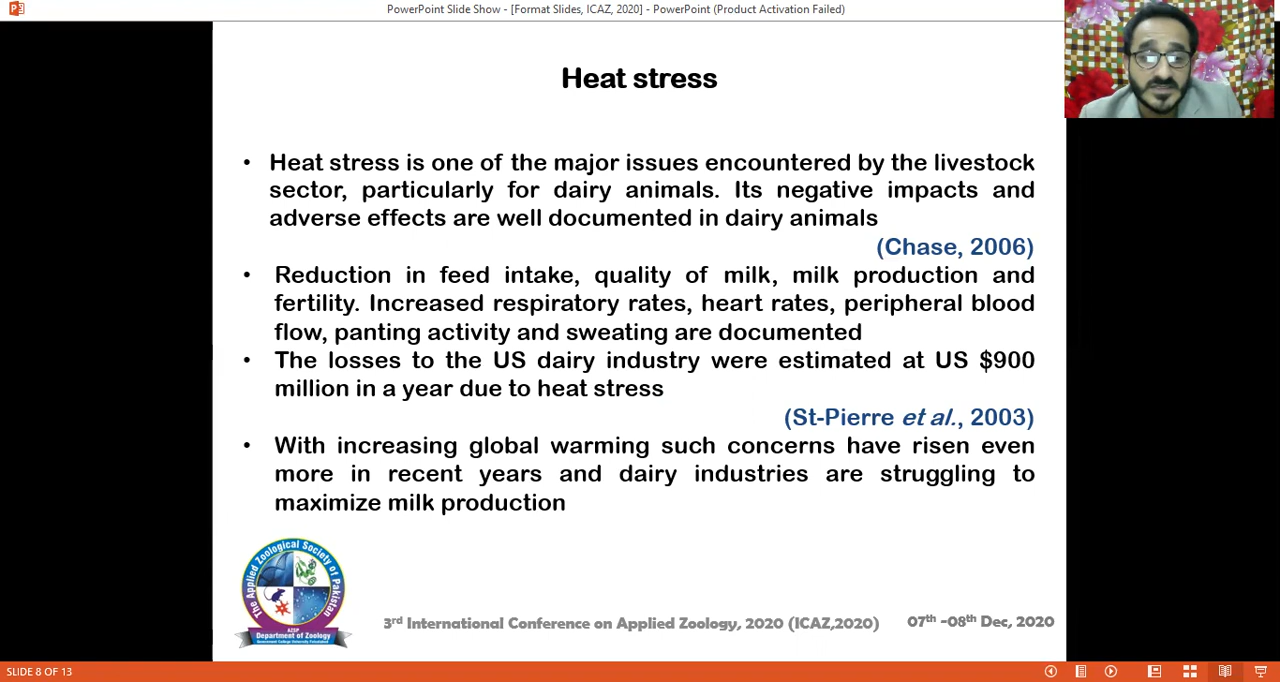 PowerPoint Slide Show - [Format Slides, ICAZ, 2020] - PowerPoint (Product Activation Failed)
Heat stress
• Heat stress is one of the major issues encountered by the livestock
sector, particularly for dairy animals. Its negative impacts and
adverse effects are well documented in dairy animals
(Chase, 2006)
• Reduction in feed intake, quality of milk, milk production and
fertility. Increased respiratory rates, heart rates, peripheral blood
flow, panting activity and sweating are documented
• The losses to the US dairy industry were estimated at US $900
million in a year due to heat stress
(St-Pierre et al., 2003)
• With increasing global warming such concerns have risen even
more in recent years and dairy industries are struggling to
maximize milk production
The Applied Zoological Society of Pakistan
AZSP
Department of Zoology
Government College University Faisalabad
3rd International Conference on Applied Zoology, 2020 (ICAZ,2020)
07th -08th Dec, 2020
SLIDE 8 OF 13